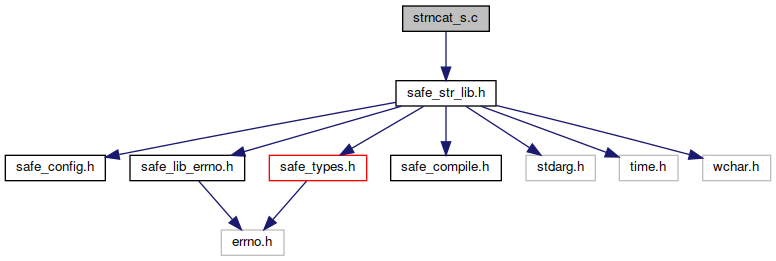 strncat_s.c
safe_str_lib.h
safe_config.h
safe_lib_errno.h
safe_types.h
safe_compile.h
stdarg.h
time.h
wchar.h
errno.h